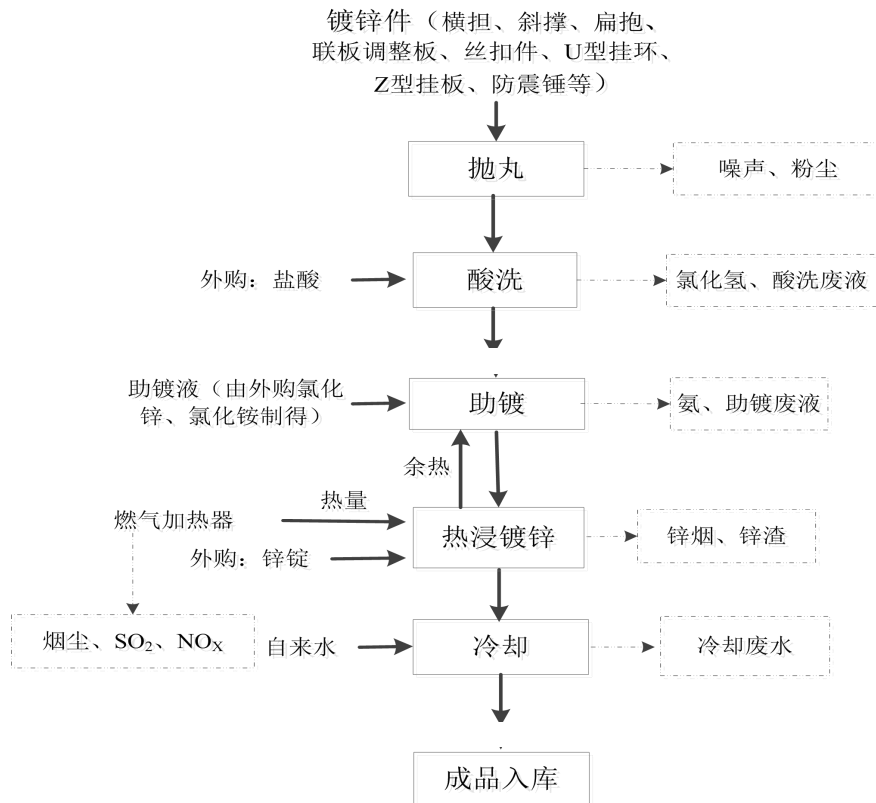 镀锌件（横担、斜撑、扁抱、
联板调整板、丝扣件、U型挂环、
Z型挂板、防震锤等）
抛丸
噪声、粉尘
外购：盐酸
酸洗
氯化氢、酸洗废液
助镀液（由外购氯化
锌、氯化铵制得）
助镀
氨、助镀废液
余热
热量
燃气加热器
热浸镀锌
锌烟、锌渣
外购：锌锭
烟尘、SO₂、NOX
自来水
冷却
冷却废水
成品入库